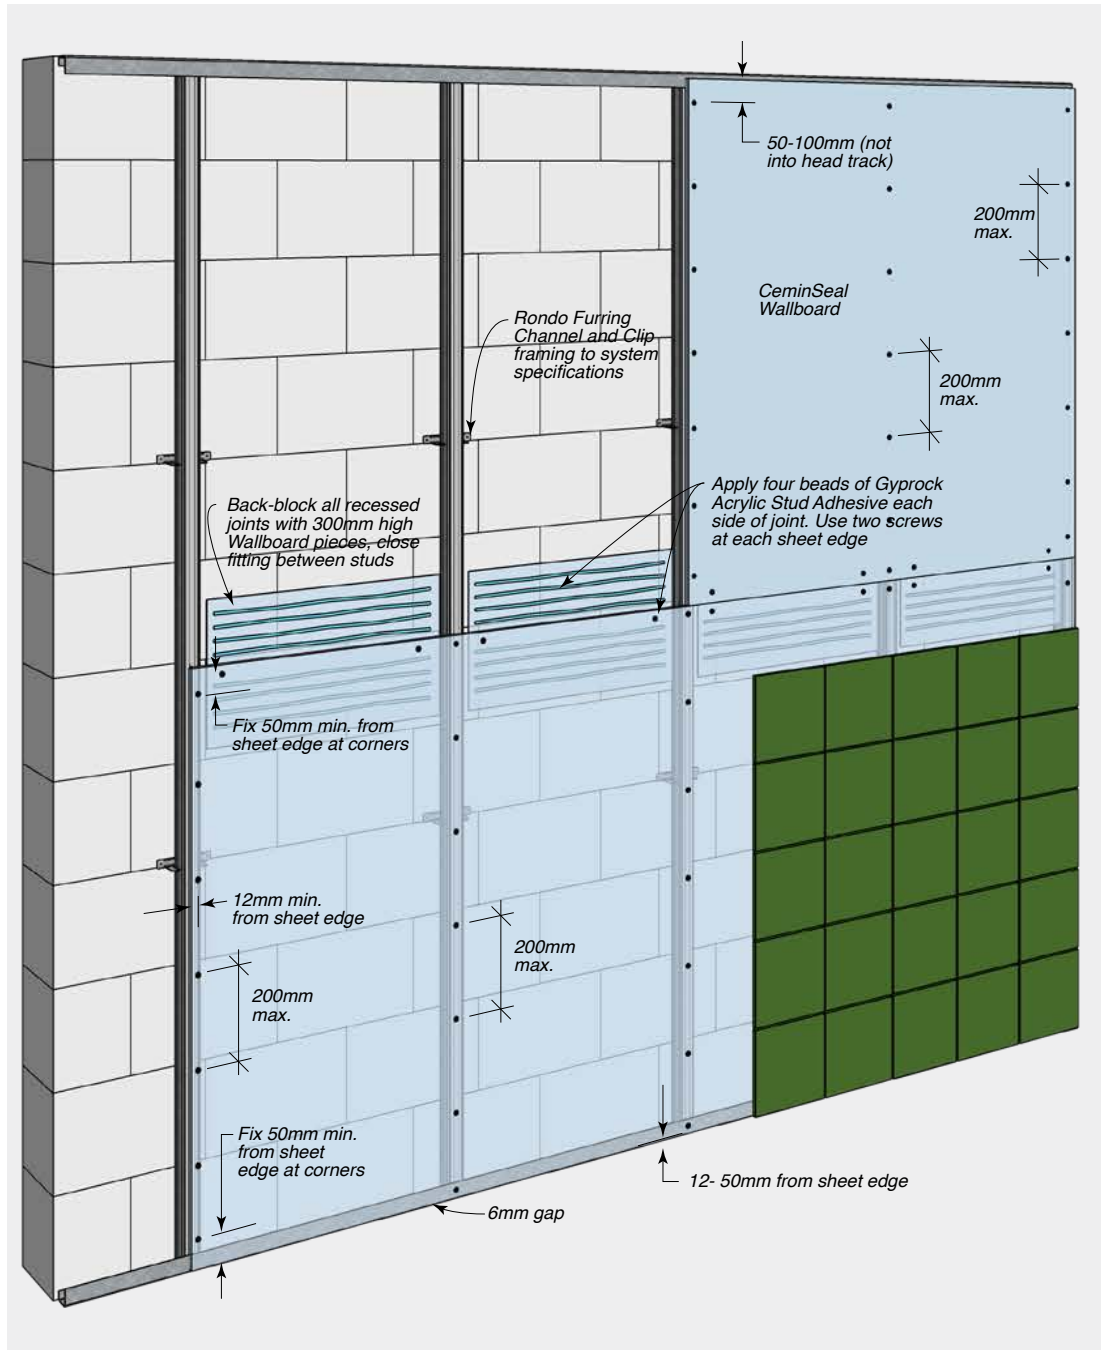 50-100mm (not
into head track)
200mm
max.
CeminSeal
Wallboard
Rondo Furring
Channel and Clip
framing to system
specifications
200mm
max.
Back-block all recessed
joints with 300mm high
Wallboard pieces, close
fitting between studs
Apply four beads of Gyprock
Acrylic Stud Adhesive each
side of joint. Use two screws
at each sheet edge
Fix 50mm min. from
sheet edge at corners
12mm min.
from sheet edge
200mm
max.
200mm
max.
Fix 50mm min.
from sheet
edge at corners
12- 50mm from sheet edge
6mm gap